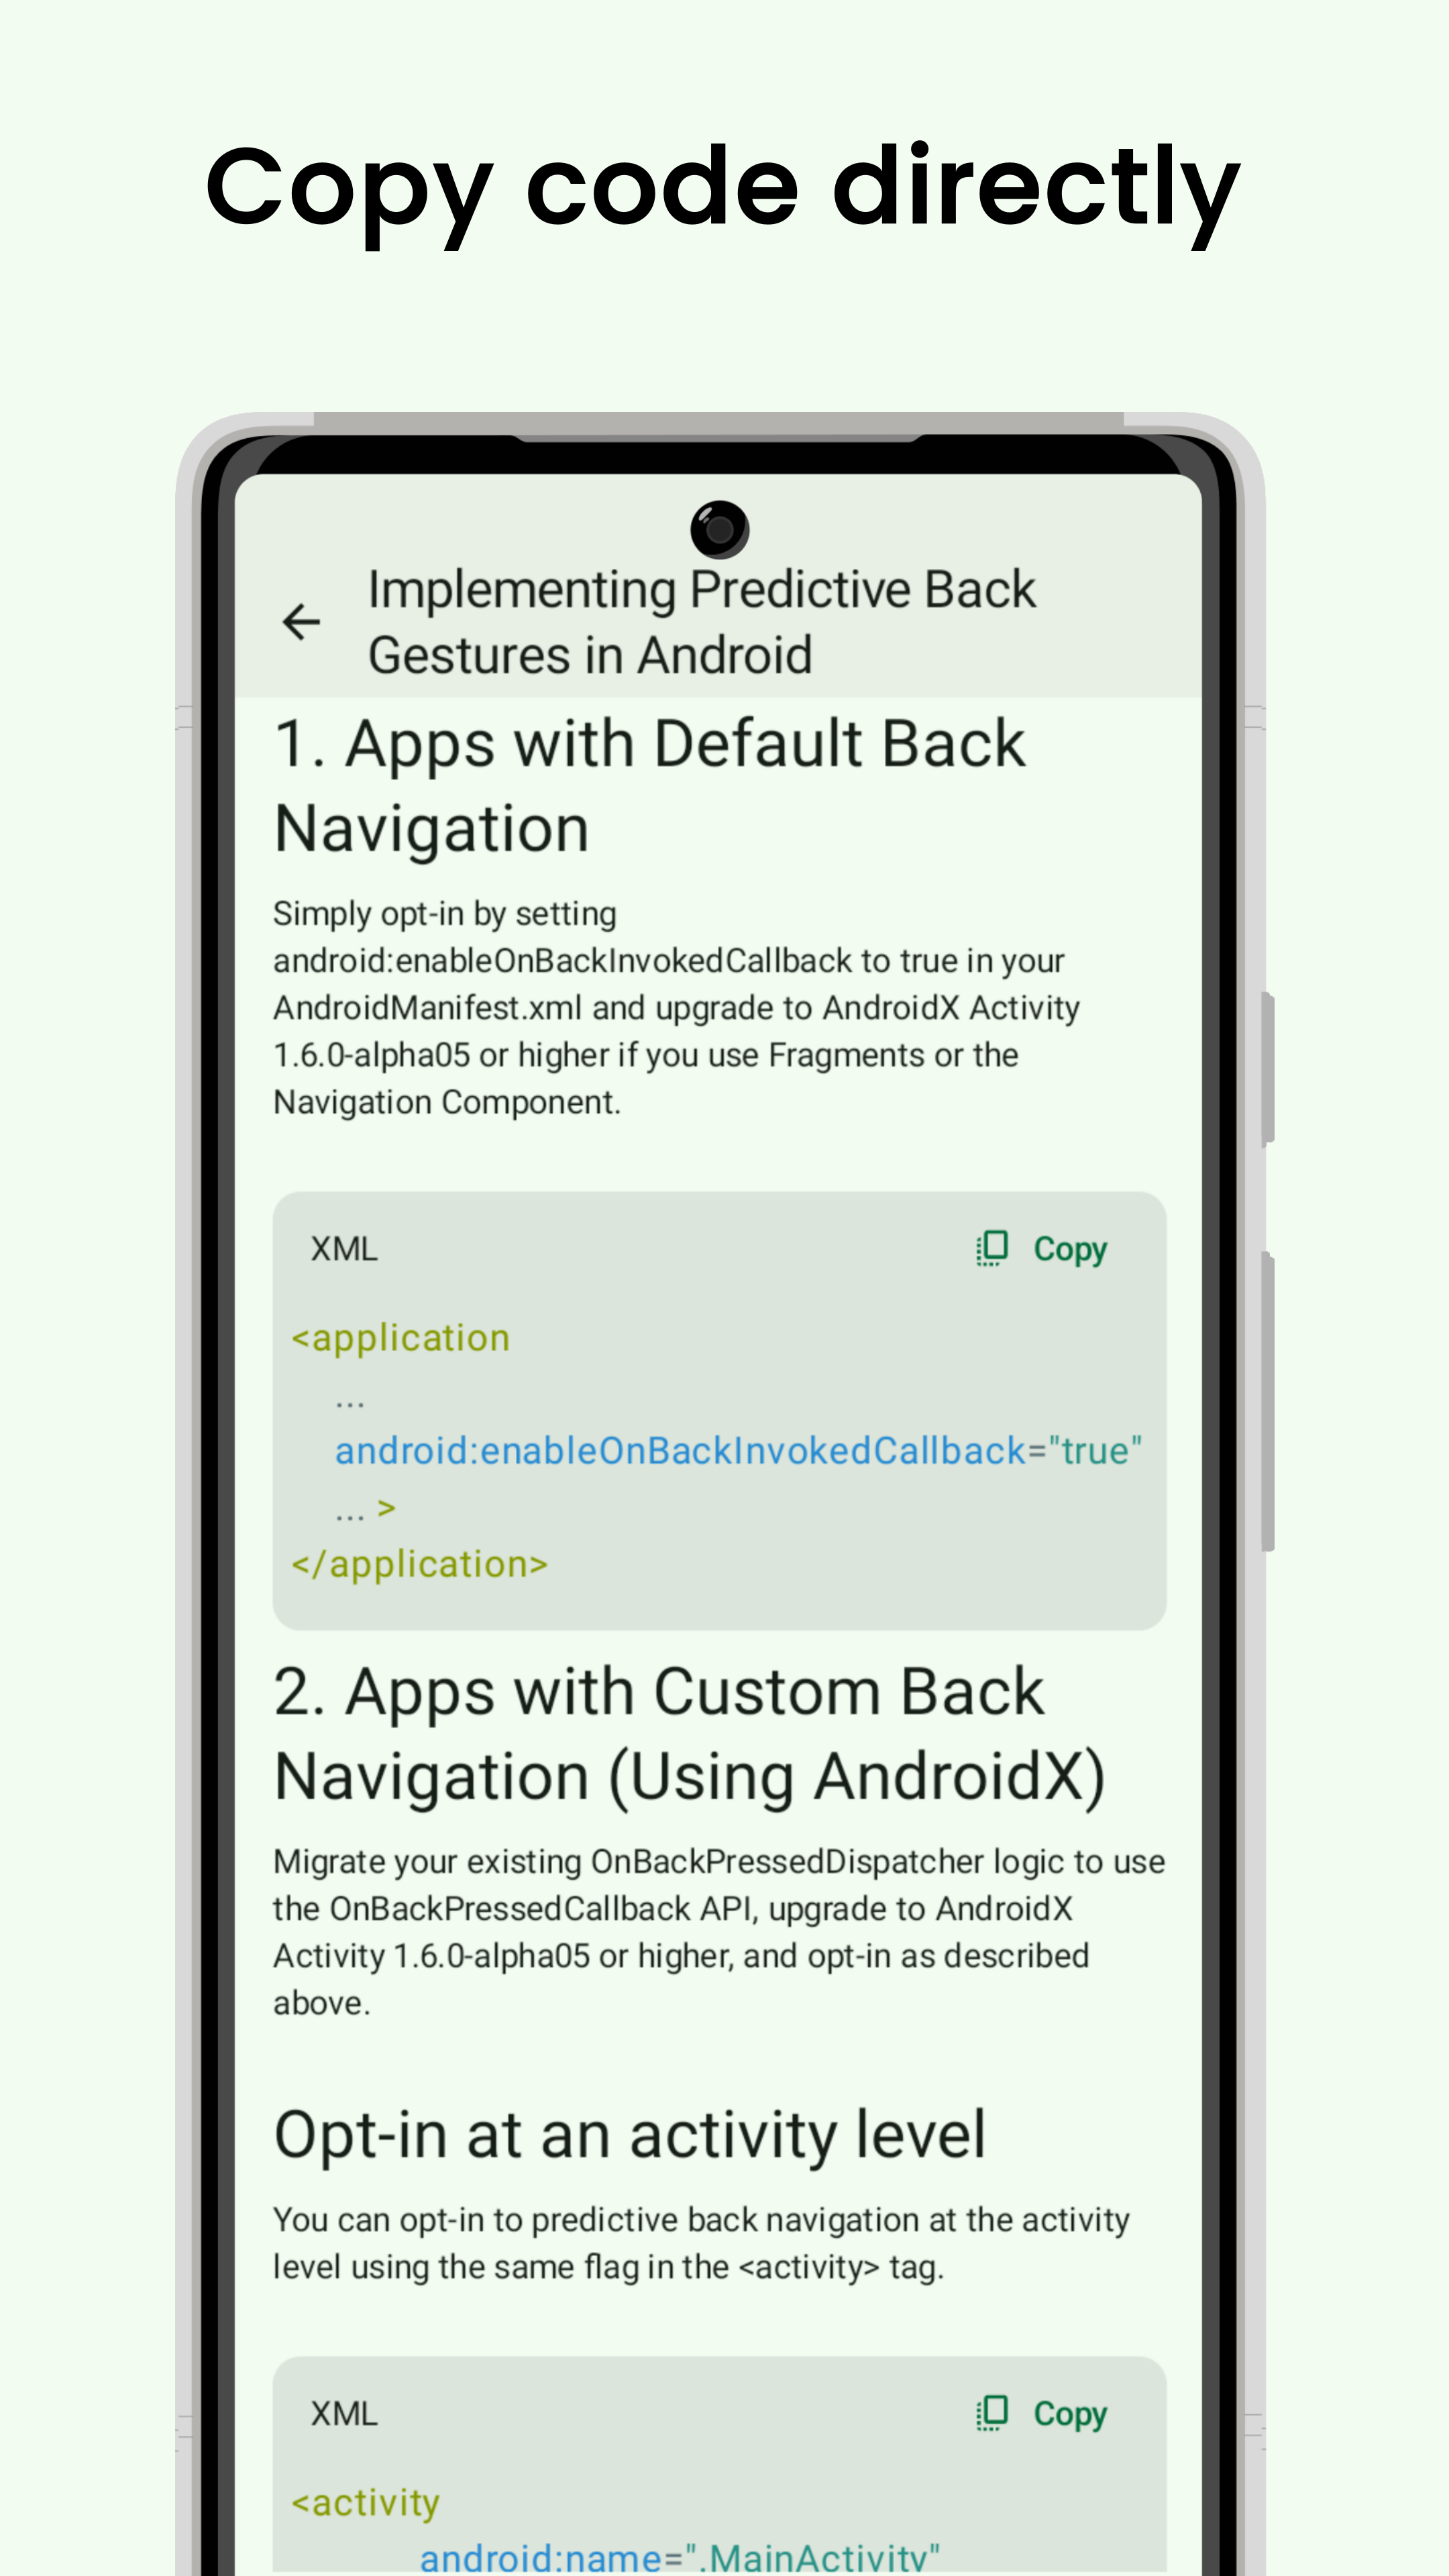 Copy code directly
Implementing Predictive Back
Gestures in Android
1. Apps with Default Back
Navigation
Simply opt-in by setting
android:enableOnBackInvokedCallback to true in your
AndroidManifest.xml and upgrade to AndroidX Activity
1.6.0-alpha05 or higher if you use Fragments or the
Navigation Component.
XML
Copy
<application
...
android:enableOnBackInvokedCallback="true"
... >
</application>
2. Apps with Custom Back
Navigation (Using AndroidX)
Migrate your existing OnBackPressedDispatcher logic to use
the OnBackPressedCallback API, upgrade to AndroidX
Activity 1.6.0-alpha05 or higher, and opt-in as described
above.
Opt-in at an activity level
You can opt-in to predictive back navigation at the activity
level using the same flag in the <activity> tag.
XML
Copy
<activity
android:name=".MainActivity"